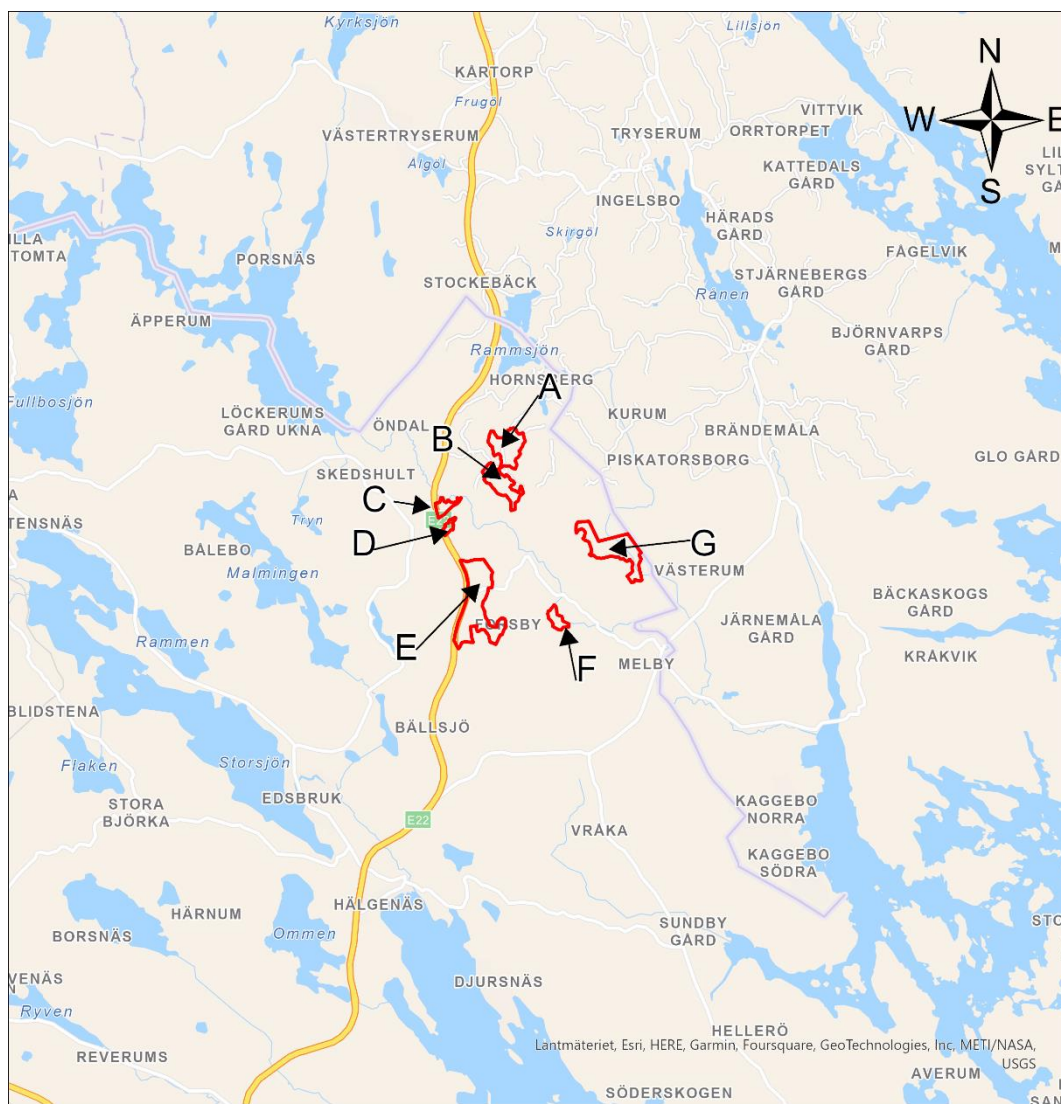 Kyrksjön
Lillsjön
N
KÅRTORP
Frugöl
VITTVIK
W
E
VÄSTERTRYSERUM
TRYSERUM
ORRTORPET
Algöl
KATTEDALS
GÅRD
S
INGELSBO
HÄRADS
GÅRD
Skirgöl
FÅGELVIK
PORSNÄS
STJÄRNEBERGS
GÅRD
STOCKEBÄCK
Rånen
ÄPPERUM
BJÖRNVARPS
GÅRD
Rammsjön
HORNSBERG
A
Fullbosjön
LÖCKERUMS
GÅRD UKNA
ÖNDAL
KURUM
BRÄNDEMÅLA
B
SKEDSHULT
PISKATORSBORG
GLO GÅRD
C
Tryn
TENSNÄS
D
G
BÅLEBO
Malmingen
VÄSTERUM
BÄCKASKOGS
GÅRD
Rammen
E
FORSBY
JÄRNEMÅLA
GÅRD
KRÅKVIK
F
MELBY
BLIDSTENA
BÄLLSJÖ
Flaken
Storsjön
EDSBRUK
STORA
BJÖRKA
E22
KAGGEBO
NORRA
VRÅKA
KAGGEBO
SÖDRA
HÄLGENÄS
HÄRNUM
Ommen
BORSNÄS
SUNDBY
GÅRD
DJURSNÄS
Ryven
HELLERÖ
REVERUMS
Lantmäteriet, Esri, HERE, Garmin, Foursquare, GeoTechnologies, Inc, METI/NASA,
USGS
AVERUM
SÖDERSKOGEN